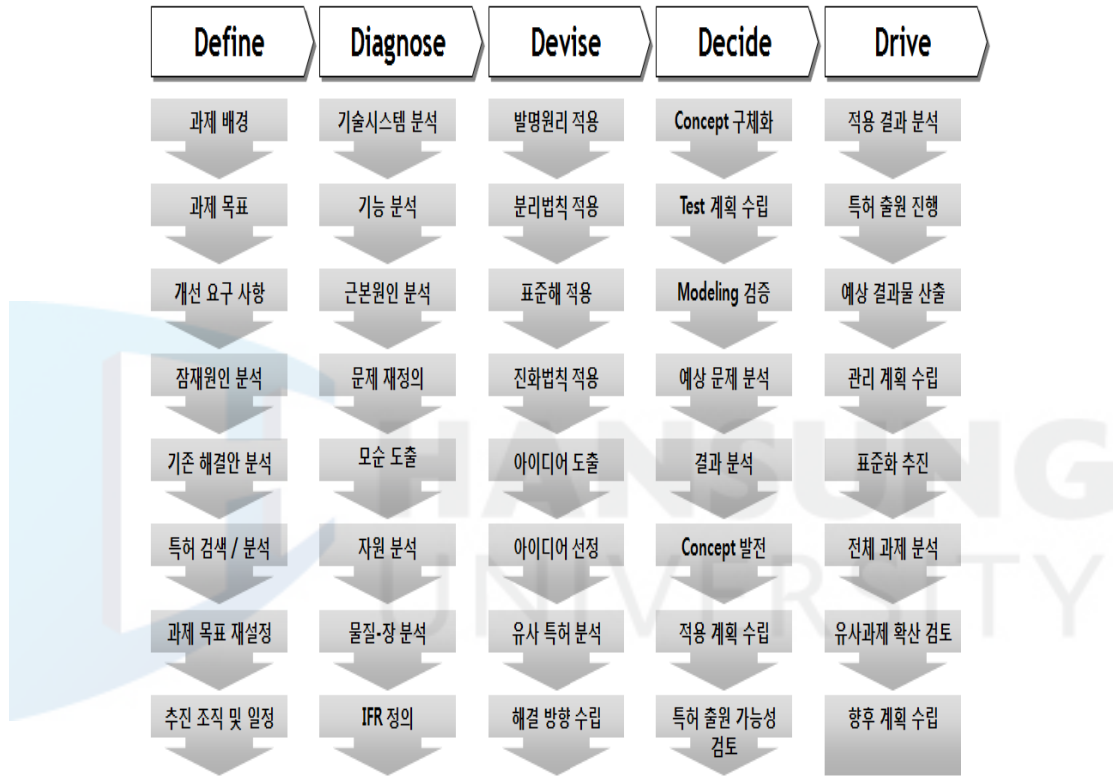 Define
Diagnose
Devise
Decide
Drive
과제 배경
기술시스템 분석
발명원리 적용
Concept 구체화
적용 결과 분석
과제 목표
기능 분석
분리법칙 적용
Test 계획 수립
특허 출원 진행
개선 요구 사항
근본원인 분석
표준해 적용
Modeling 검증
예상 결과물 산출
잠재원인 분석
문제 재정의
진화법칙 적용
예상 문제 분석
관리 계획 수립
기존 해결안 분석
모순 도출
아이디어 도출
결과 분석
표준화 추진
특허 검색 / 분석
자원 분석
아이디어 선정
Concept 발전
전체 과제 분석
과제 목표 재설정
물질-장 분석
유사 특허 분석
적용 계획 수립
유사과제 확산 검토
추진 조직 및 일정
IFR 정의
해결 방향 수립
특허 출원 가능성
검토
향후 계획 수립
HANSUNG
UNIVERSITY